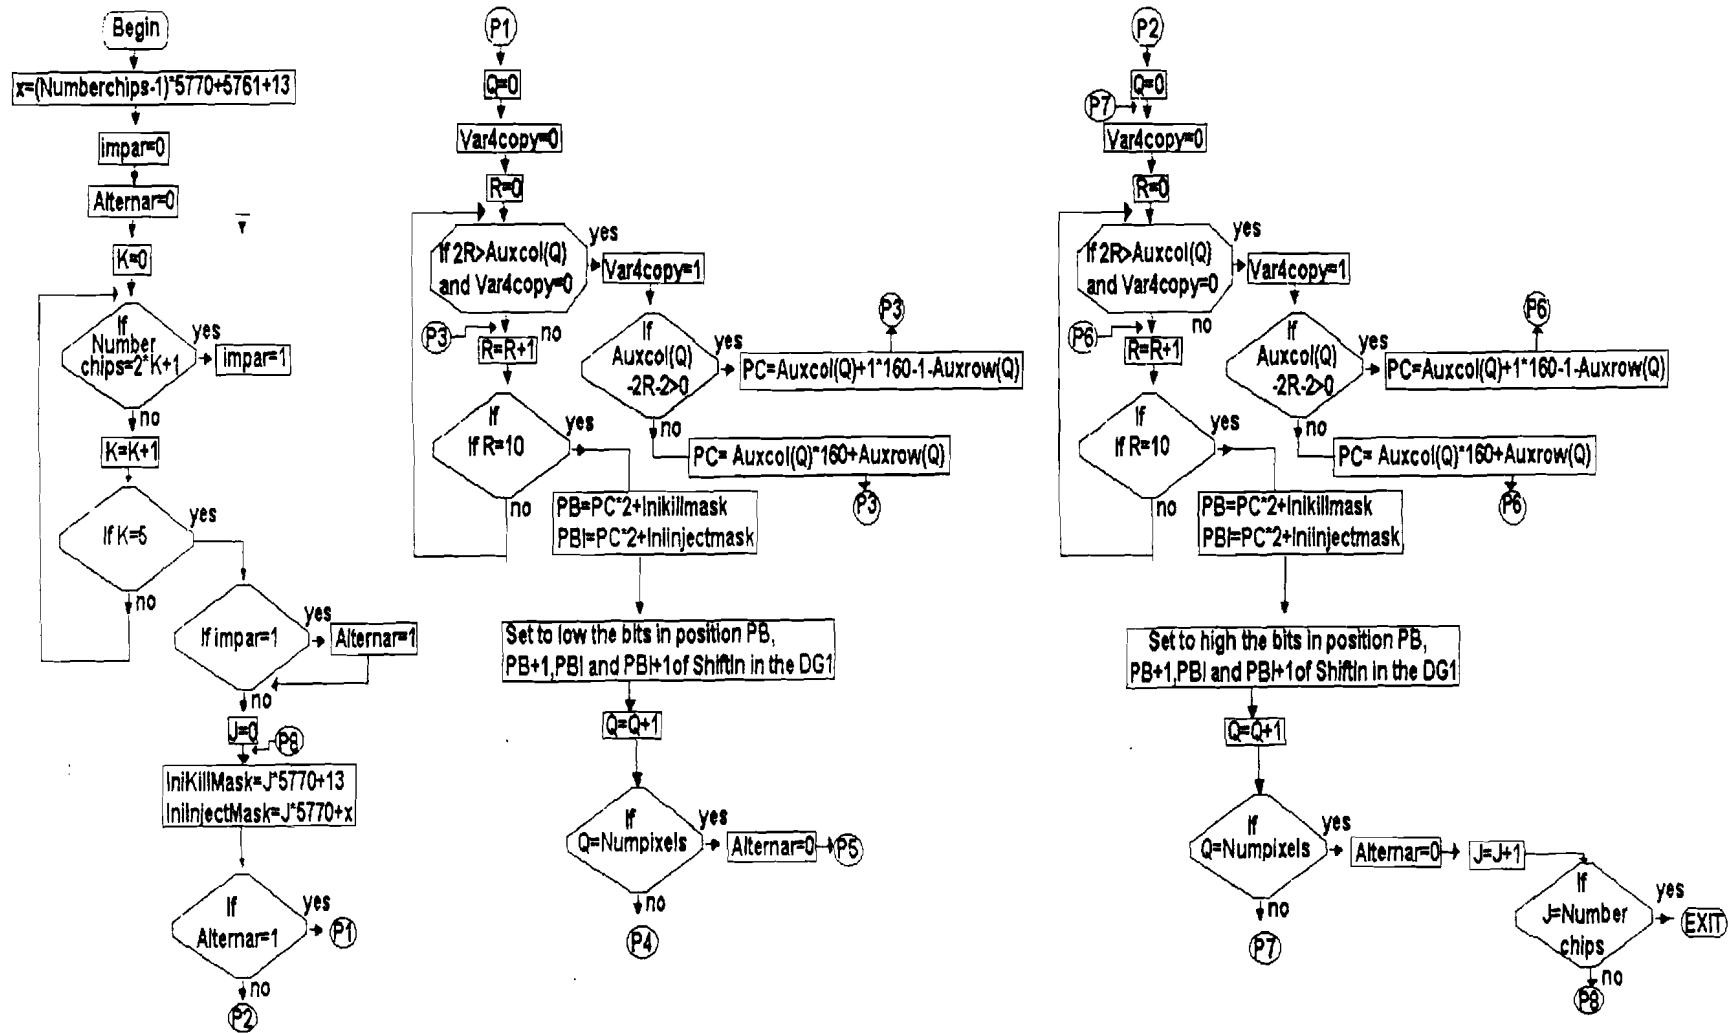 Begin
x=(Numberchips-1)*5770+5761+13
impar=0
Alternar=0
K=0
If
Number
chips=2*K+1
yes
impar=1
no
K=K+1
If K=5
yes
no
If impar=1
yes
Alternar=1
no
J=0
P8
IniKillMask=J*5770+13
IniInjectMask=J*5770+x
If
Alternar=1
yes
P1
no
P2
P1
Q=0
Var4copy=0
R=0
If 2R>Auxcol(Q)
and Var4copy=0
yes
Var4copy=1
no
P3
R=R+1
If
Auxcol(Q)
-2R-2>0
yes
PC=Auxcol(Q)+1*160-1-Auxrow(Q)
P3
no
PC= Auxcol(Q)*160+Auxrow(Q)
P3
If
If R=10
yes
no
PB=PC*2+Inikillmask
PBI=PC*2+Iniinjectmask
Set to low the bits in position PB,
PB+1,PBI and PBI+1of ShiftIn in the DG1
Q=Q+1
If
Q=Numpixels
yes
Alternar=0
P5
no
P4
P2
Q=0
P7
Var4copy=0
R=0
If 2R>Auxcol(Q)
and Var4copy=0
yes
Var4copy=1
no
P6
R=R+1
If
Auxcol(Q)
-2R-2>0
yes
PC=Auxcol(Q)+1*160-1-Auxrow(Q)
P6
no
PC= Auxcol(Q)*160+Auxrow(Q)
P6
If
If R=10
yes
no
PB=PC*2+Inikillmask
PBI=PC*2+Iniinjectmask
Set to high the bits in position PB,
PB+1,PBI and PBI+1of ShiftIn in the DG1
Q=Q+1
If
Q=Numpixels
yes
Alternar=0
J=J+1
no
P7
If
J=Number
chips
yes
EXIT
no
P8